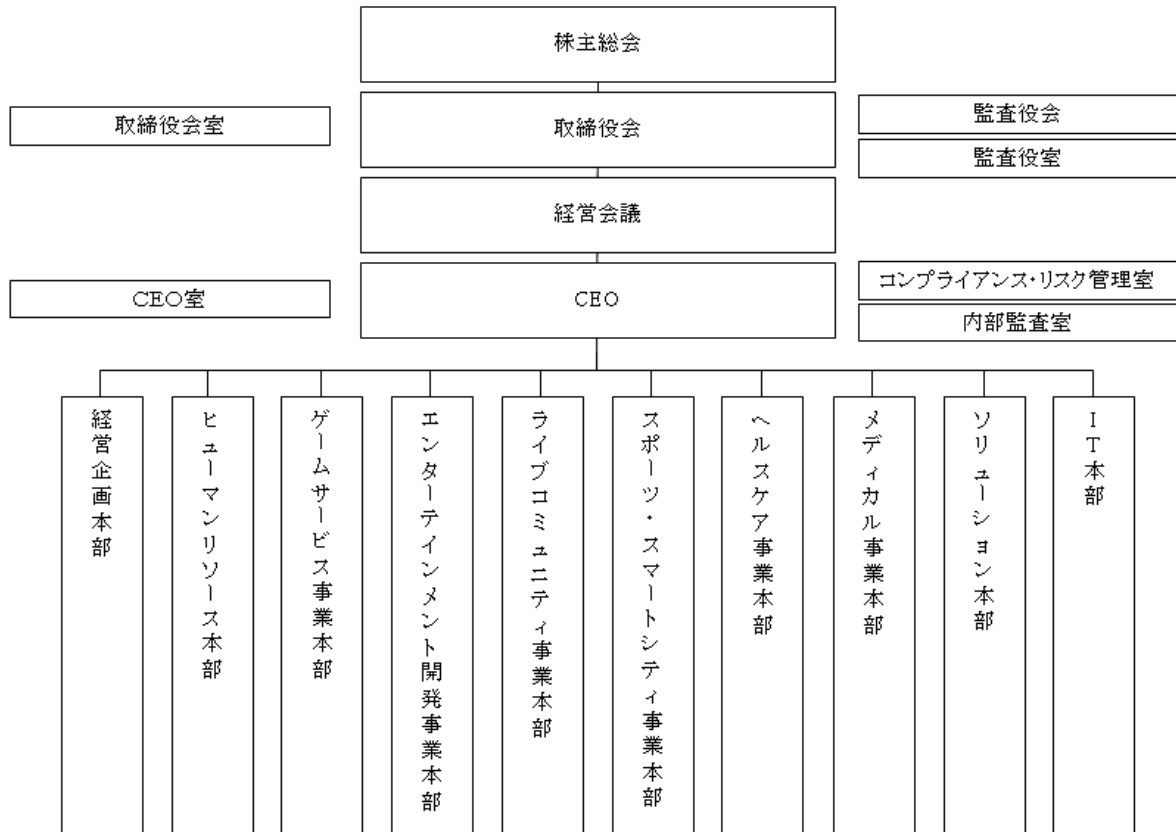 株主総会
取締役会室
取締役会
監査役会
監査役室
経営会議
CEO室
CEO
コンプライアンス・リスク管理室
内部監査室
経営企画本部
ヒューマンリソース本部
ゲームサービス事業本部
エンターテインメント開発事業本部
ライブコミュニティ事業本部
スポーツ・スマートシティ事業本部
ヘルスケア事業本部
メディカル事業本部
ソリューション本部
IT本部